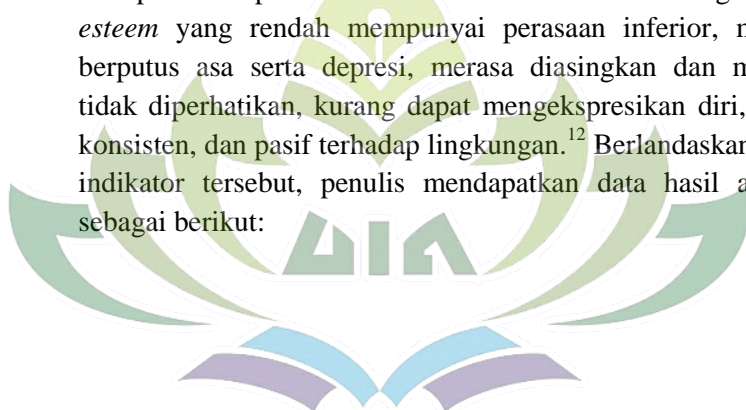 esteem yang rendah mempunyai perasaan inferior,
berputus asa serta depresi, merasa diasingkan dan
tidak diperhatikan, kurang dapat mengekspresikan diri,
konsisten, dan pasif terhadap lingkungan.12 Berlandaskan
indikator tersebut, penulis mendapatkan data hasil
sebagai berikut:
UIN